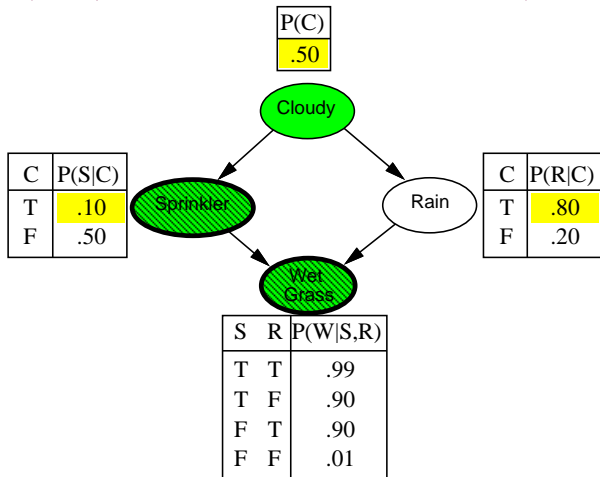 P(C)
.50
Cloudy
C P(S|C)
T .10
F .50
Sprinkler
Rain
C P(R|C)
T .80
F .20
Wet
Grass
S R P(W|S,R)
T T .99
T F .90
F T .90
F F .01